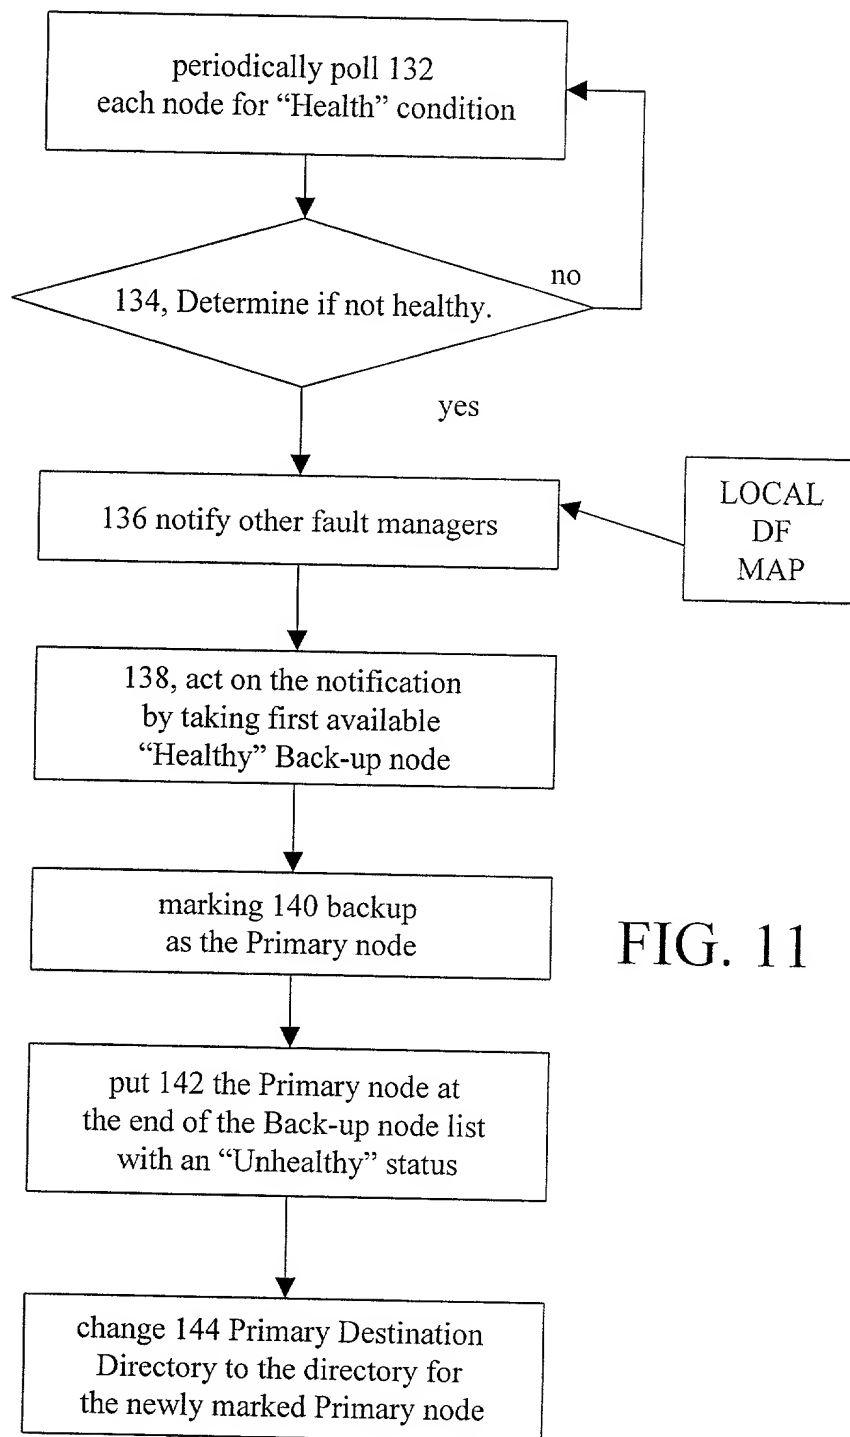 periodically poll 132
each node for “Health” condition
134, Determine if not healthy.
no
yes
136 notify other fault managers
LOCAL
DF
MAP
138, act on the notification
by taking first available
“Healthy” Back-up node
marking 140 backup
as the Primary node
FIG. 11
put 142 the Primary node at
the end of the Back-up node list
with an “Unhealthy” status
change 144 Primary Destination
Directory to the directory for
the newly marked Primary node